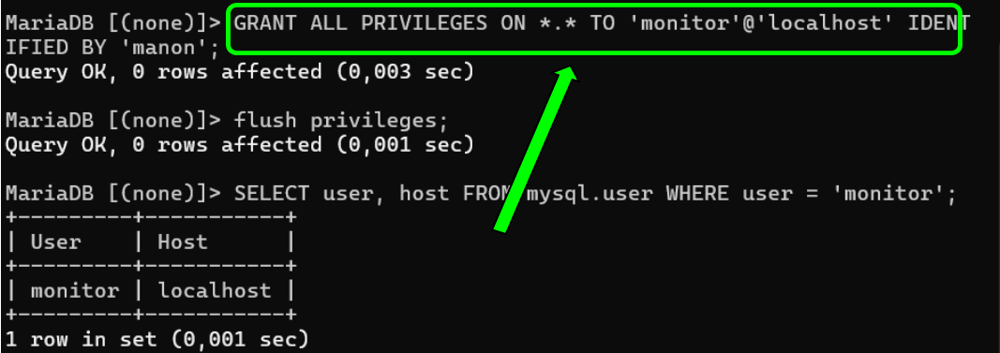 MariaDB [(none)]> GRANT ALL PRIVILEGES ON *.* TO 'monitor'@'localhost' IDENT
IFIED BY 'manon';
Query OK, 0 rows affected (0,003 sec)
MariaDB [(none)]> flush privileges;
Query OK, 0 rows affected (0,001 sec)
MariaDB [(none)]> SELECT user, host FROM mysql.user WHERE user = 'monitor';
+---------+-----------+
| User    | Host      |
+---------+-----------+
| monitor | localhost |
+---------+-----------+
1 row in set (0,001 sec)